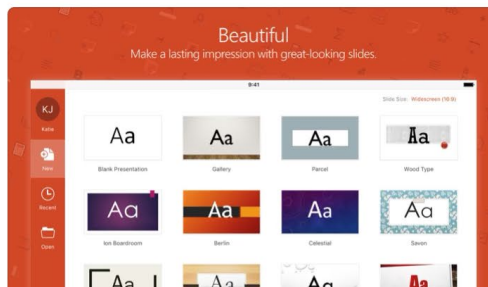 Beautiful
Make a lasting impression with great-looking slides.
9:41
Slide Size: Widescreen (16:9)
KJ
Katie
New
Recent
Open
Aa
Aa
Aa
Aa
Blank Presentation
Gallery
Parcel
Wood Type
Aa
Aa
Aa
Aa
Ion Boardroom
Berlin
Celestial
Savon
Aa
Aa
Aa
Aa